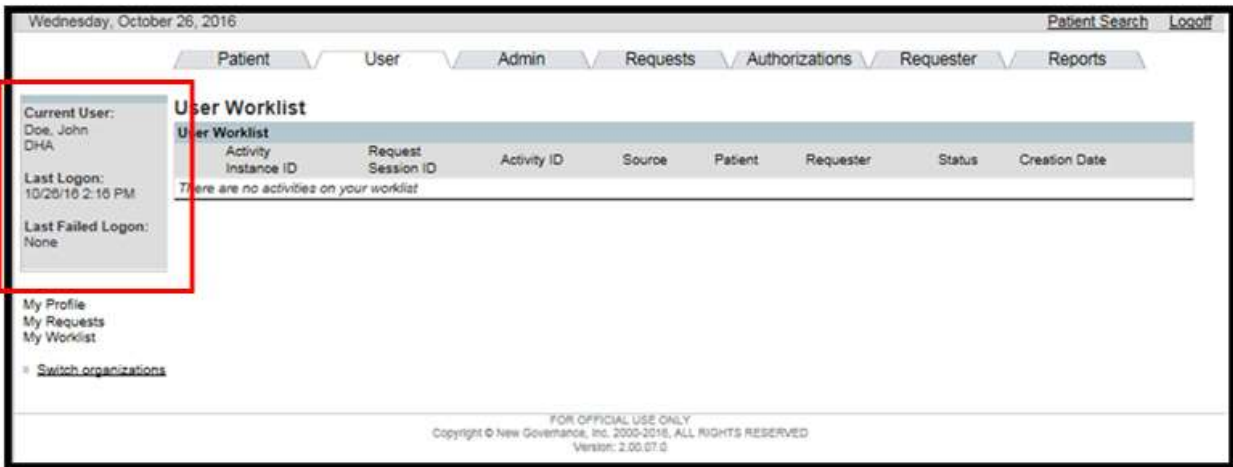 Wednesday, October 26, 2016 Patient Search Logoff
Patient User Admin Requests Authorizations Requester Reports
Current User:
Doe, John
DHA
Last Logon:
10/26/16 2:16 PM
Last Failed Logon:
None
User Worklist
User Worklist
Activity Instance ID Request Session ID Activity ID Source Patient Requester Status Creation Date
There are no activities on your worklist
My Profile
My Requests
My Worklist
Switch organizations
FOR OFFICIAL USE ONLY
Copyright © New Governance, Inc. 2000-2016, ALL RIGHTS RESERVED
Version: 2.00.07.0